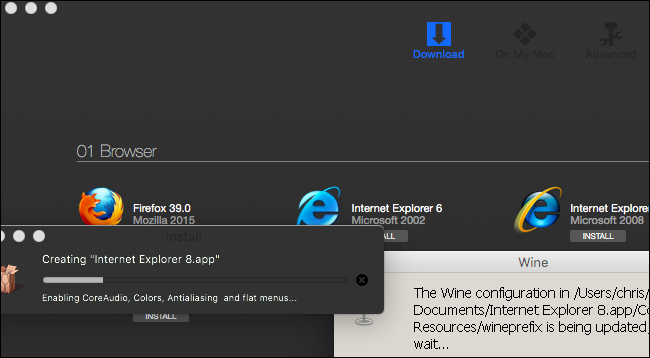 Download
On My Mac
Advanced
01 Browser
Firefox 39.0
Mozilla 2015
Internet Explorer 6
Microsoft 2002
INSTALL
Internet Explorer
Microsoft 2008
INSTALL
Install
Creating "Internet Explorer 8.app"
Enabling CoreAudio, Colors, Antialiasing and flat menus...
INSTALL
Wine
The Wine configuration in /Users/chris/
Documents/Internet Explorer 8.app/Co
Resources/wineprefix is being updated,
wait...